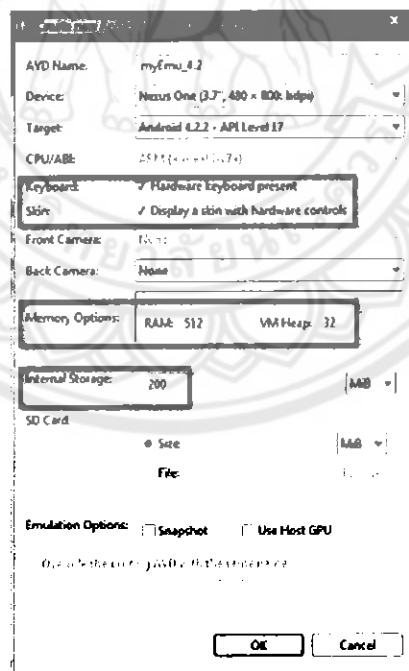 x
AVD Name: myEmu_4.2
Device: Nexus One (3.7", 480 × 800: hdpi)
Target: Android 4.2.2 - API Level 17
CPU/ABI:
Keyboard: ✓ Hardware keyboard present
Skin: ✓ Display a skin with hardware controls
Front Camera: None
Back Camera: None
Memory Options: RAM: 512 VM Heap: 32
Internal Storage: 200 MiB
SD Card:
Size: MiB
File:
Emulation Options: Snapshot Use Host GPU
OK Cancel